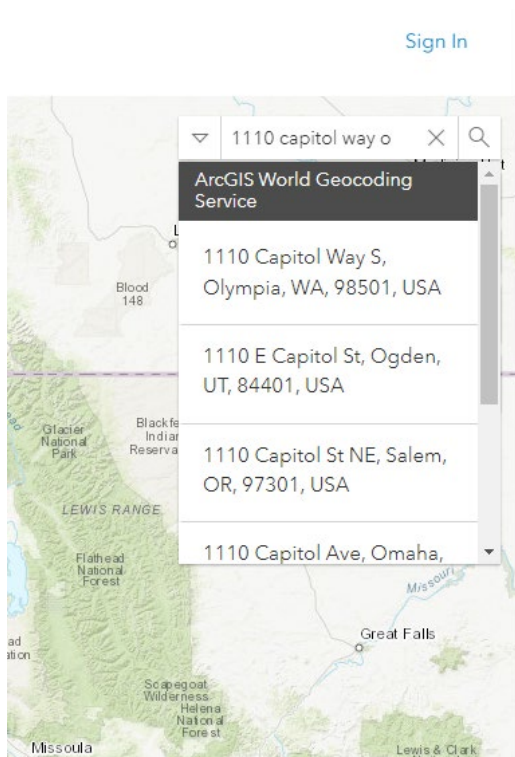 Sign In
1110 capitol way o
ArcGIS World Geocoding
Service
1110 Capitol Way S,
Olympia, WA, 98501, USA
1110 E Capitol St, Ogden,
UT, 84401, USA
1110 Capitol St NE, Salem,
OR, 97301, USA
1110 Capitol Ave, Omaha,
Blood
148
Glacier
National
Park
LEWIS RANGE
Flathead
National
Forest
Missouri
Great Falls
Scapegoat
Wilderness
Helena
National
Forest
Missoula
Lewis & Clark